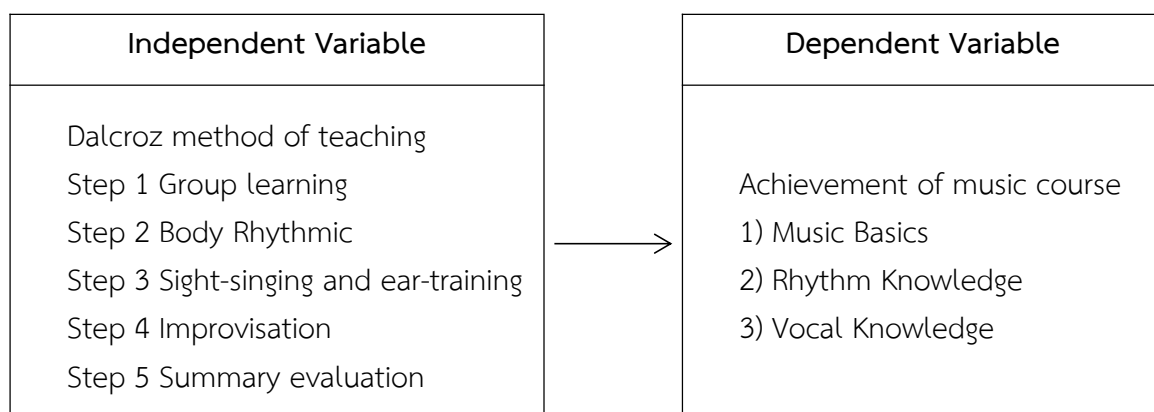 Independent Variable
Dalcroz method of teaching
Step 1 Group learning
Step 2 Body Rhythmic
Step 3 Sight-singing and ear-training
Step 4 Improvisation
Step 5 Summary evaluation
Dependent Variable
Achievement of music course
1) Music Basics
2) Rhythm Knowledge
3) Vocal Knowledge